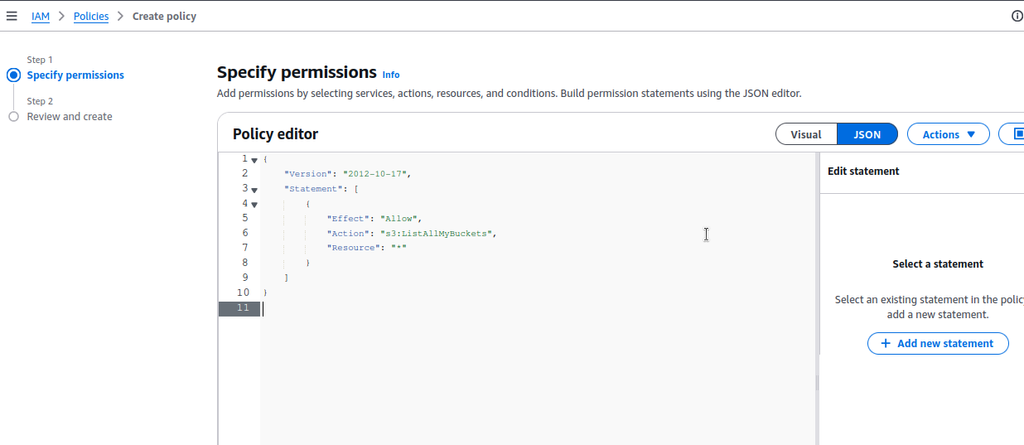 IAM > Policies > Create policy
Step 1
Specify permissions
Step 2
Review and create
Specify permissions Info
Add permissions by selecting services, actions, resources, and conditions. Build permission statements using the JSON editor.
Policy editor
Visual JSON Actions
1 {
2     "Version": "2012-10-17",
3     "Statement": [
4         {
5             "Effect": "Allow",
6             "Action": "s3:ListAllMyBuckets",
7             "Resource": "*"
8         }
9     ]
10 }
11
Edit statement
Select a statement
Select an existing statement in the policy
add a new statement.
+ Add new statement